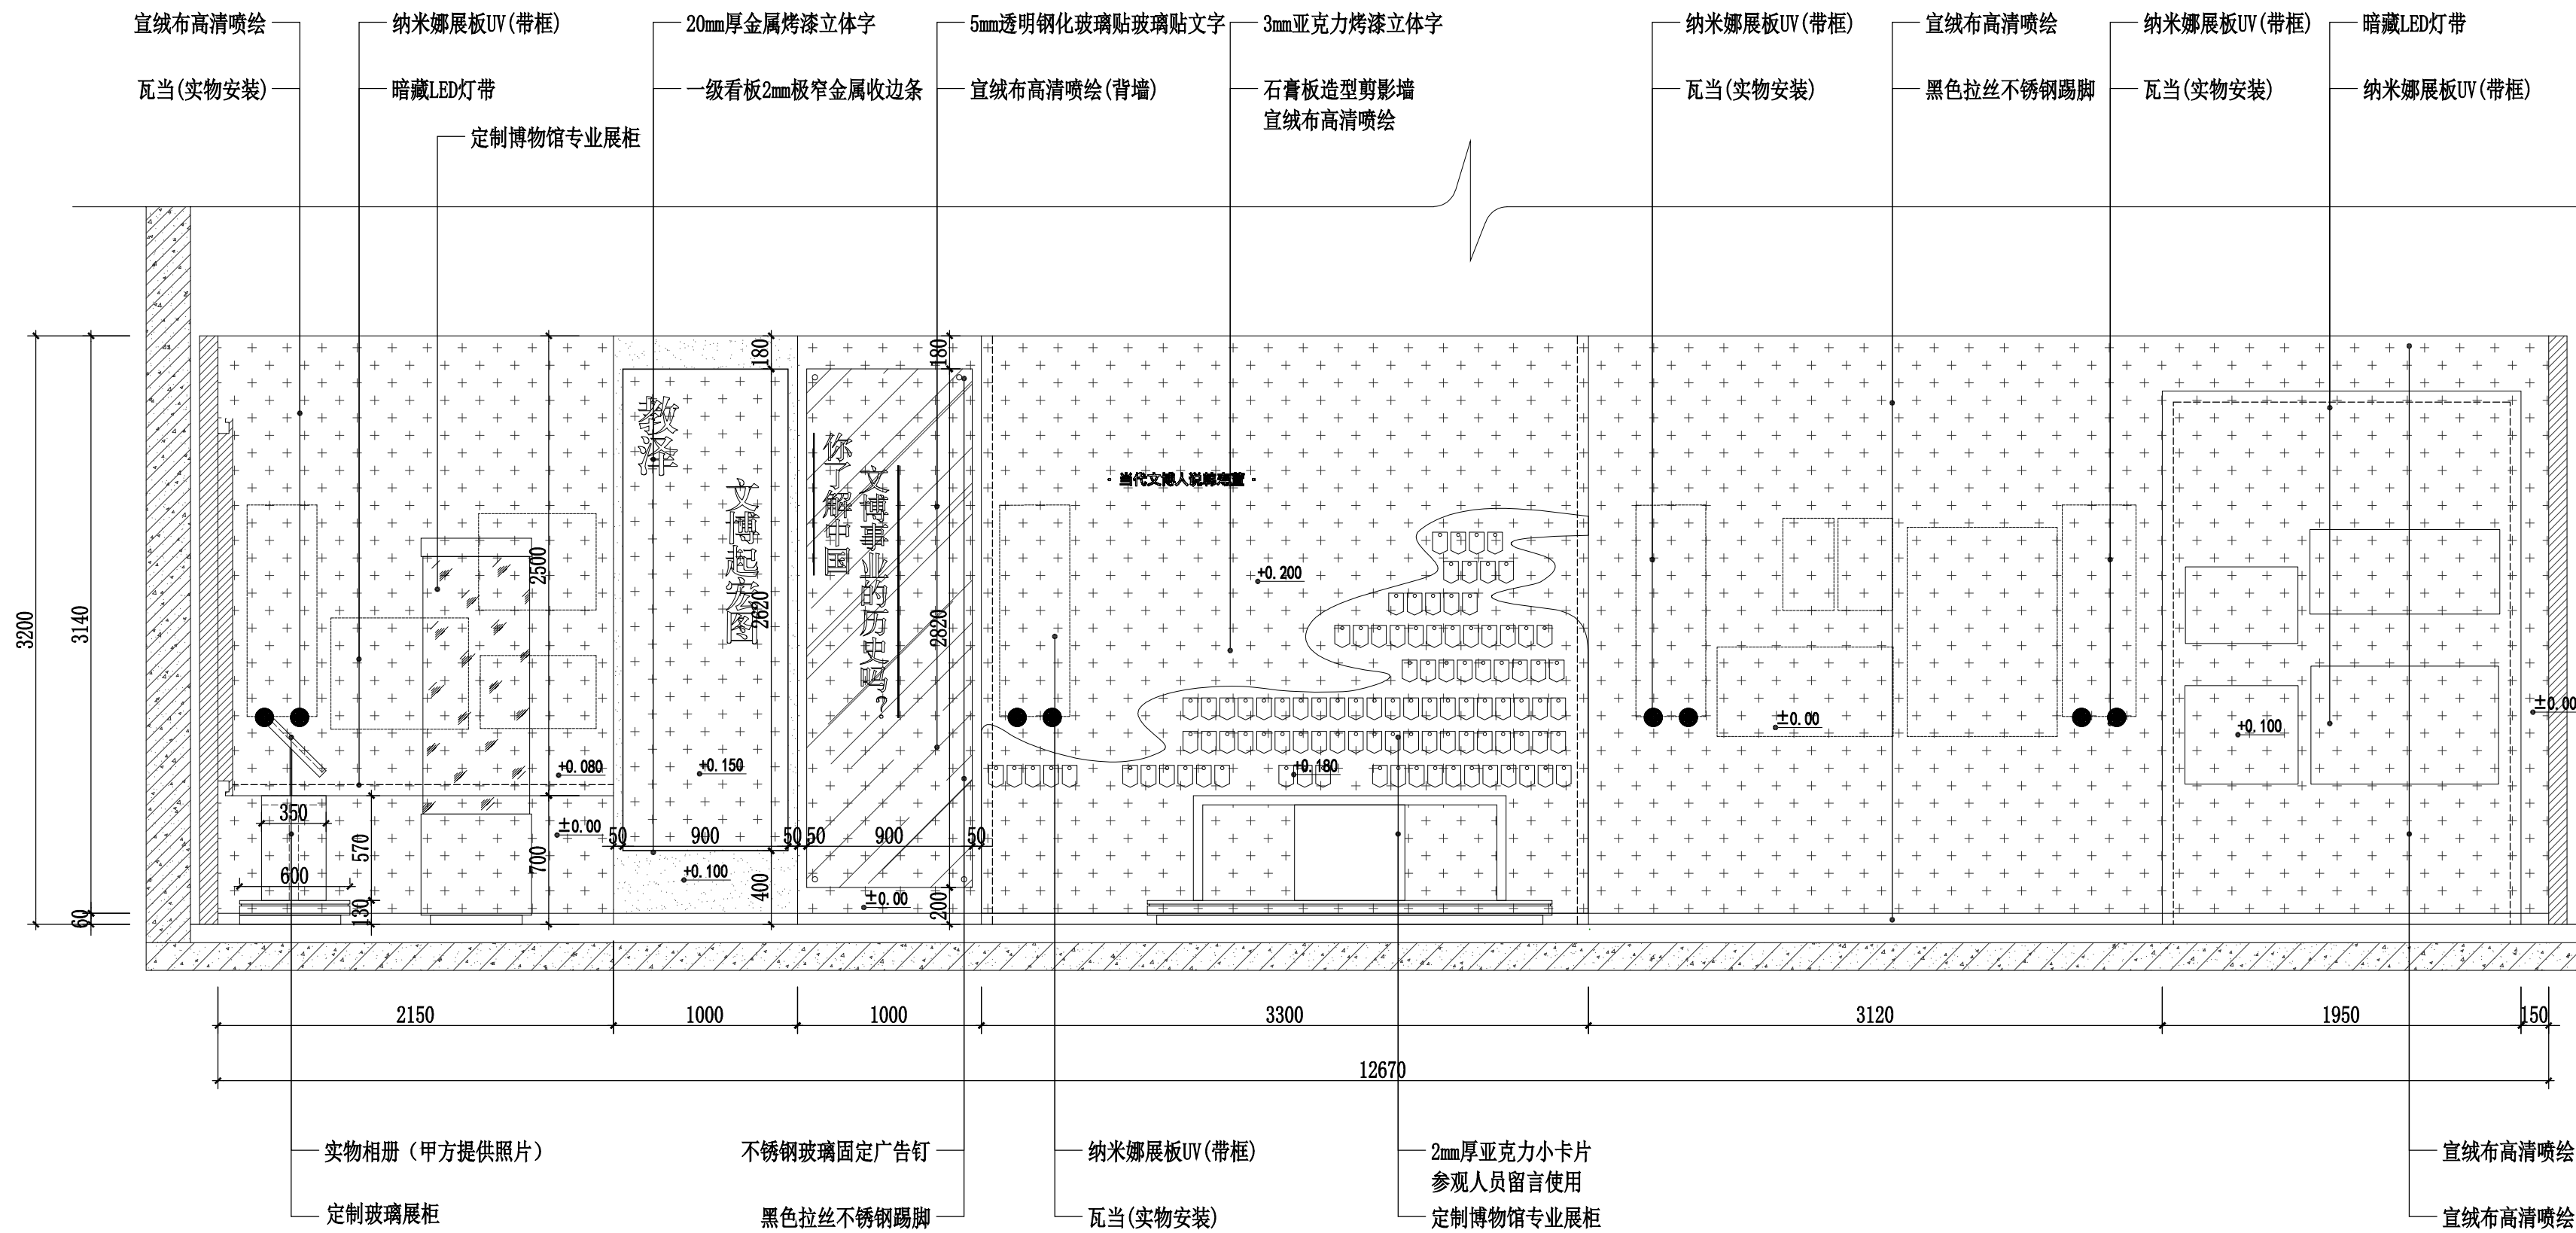 宣绒布高清喷绘
纳米娜展板UV(带框)
20mm厚金属烤漆立体字
5mm透明钢化玻璃贴玻璃贴文字
3mm亚克力烤漆立体字
纳米娜展板UV(带框)
宣绒布高清喷绘
纳米娜展板UV(带框)
暗藏LED灯带
瓦当(实物安装)
暗藏LED灯带
一级看板2mm极窄金属收边条
宣绒布高清喷绘(背墙)
石膏板造型剪影墙
宣绒布高清喷绘
瓦当(实物安装)
黑色拉丝不锈钢踢脚
瓦当(实物安装)
纳米娜展板UV(带框)
定制博物馆专业展柜
3200
3140
60
2500
700
180
2620
400
180
2820
200
教泽
文博起宏图
你了解中国
文博事业的历史吗?
+0.200
+0.080
+0.150
+0.180
±0.00
+0.100
±0.00
350
570
600
130
±0.00
50
900
50
50
900
50
+0.100
±0.00
2150
1000
1000
3300
3120
1950
150
12670
实物相册（甲方提供照片）
不锈钢玻璃固定广告钉
纳米娜展板UV(带框)
2mm厚亚克力小卡片
参观人员留言使用
宣绒布高清喷绘
定制玻璃展柜
黑色拉丝不锈钢踢脚
瓦当(实物安装)
定制博物馆专业展柜
宣绒布高清喷绘